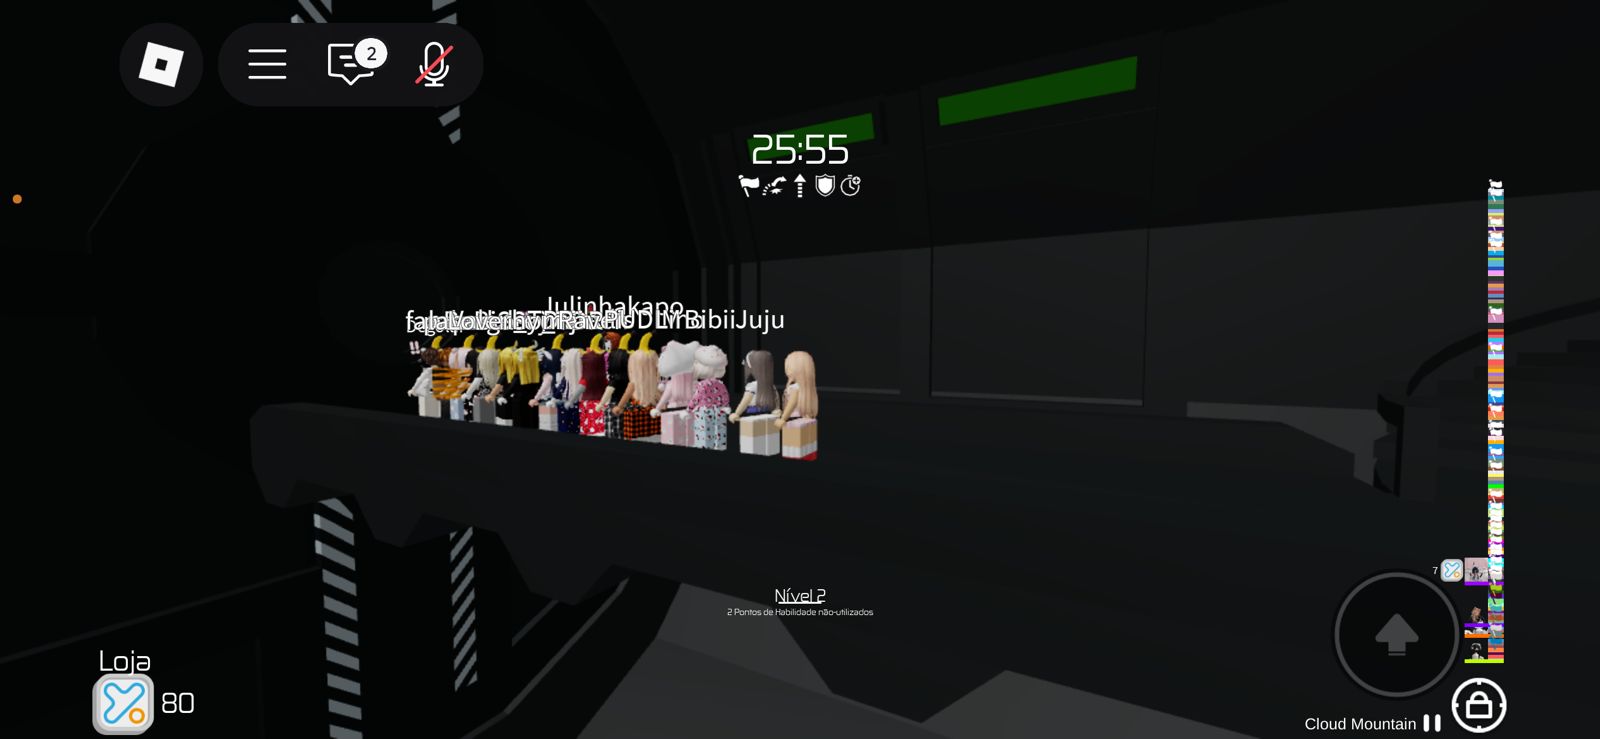 2
25:55
Julinhakapo
BibiiJuju
Nível 2
2 Pontos de Habilidade não-utilizados
7
Loja
80
Cloud Mountain